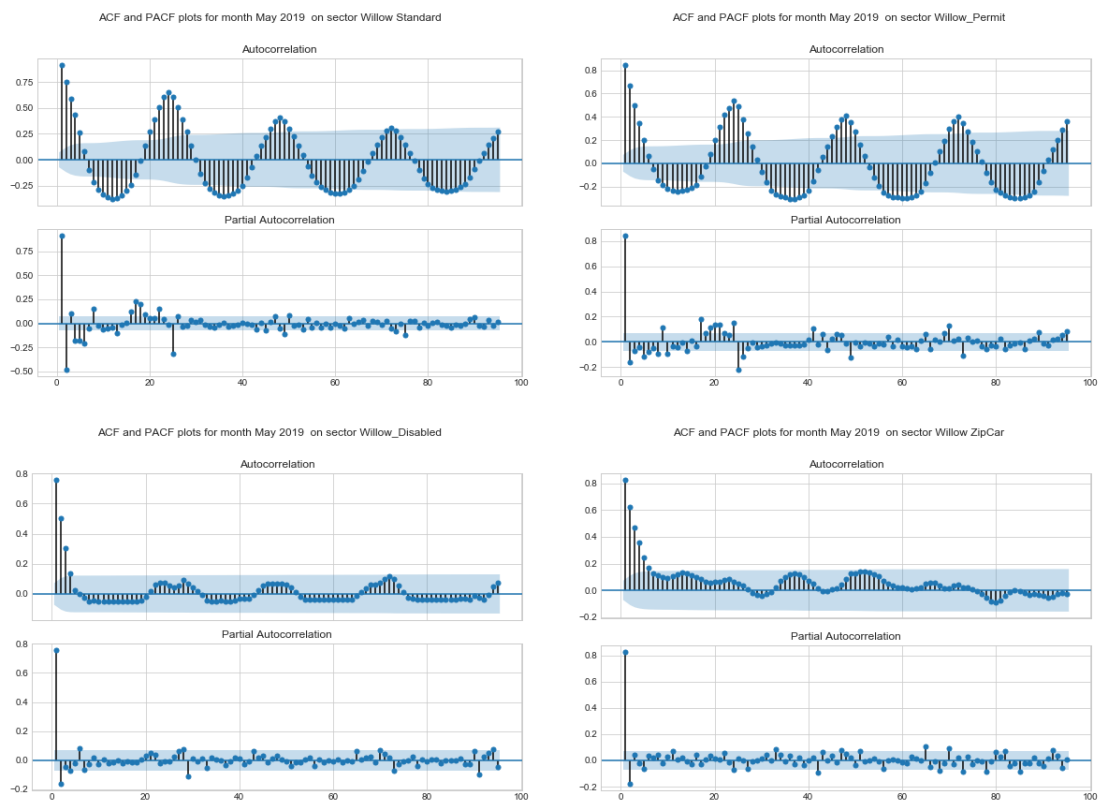 ACF and PACF plots for month May 2019 on sector Willow Standard
Autocorrelation
0.75
0.50
0.25
0.00
−0.25
Partial Autocorrelation
0.75
0.50
0.25
0.00
−0.25
−0.50
0 20 40 60 80 100
ACF and PACF plots for month May 2019 on sector Willow_Permit
Autocorrelation
0.8
0.6
0.4
0.2
0.0
−0.2
Partial Autocorrelation
0.8
0.6
0.4
0.2
0.0
−0.2
0 20 40 60 80 100
ACF and PACF plots for month May 2019 on sector Willow_Disabled
Autocorrelation
0.8
0.6
0.4
0.2
0.0
Partial Autocorrelation
0.8
0.6
0.4
0.2
0.0
−0.2
0 20 40 60 80 100
ACF and PACF plots for month May 2019 on sector Willow ZipCar
Autocorrelation
0.8
0.6
0.4
0.2
0.0
−0.2
Partial Autocorrelation
0.8
0.6
0.4
0.2
0.0
−0.2
0 20 40 60 80 100